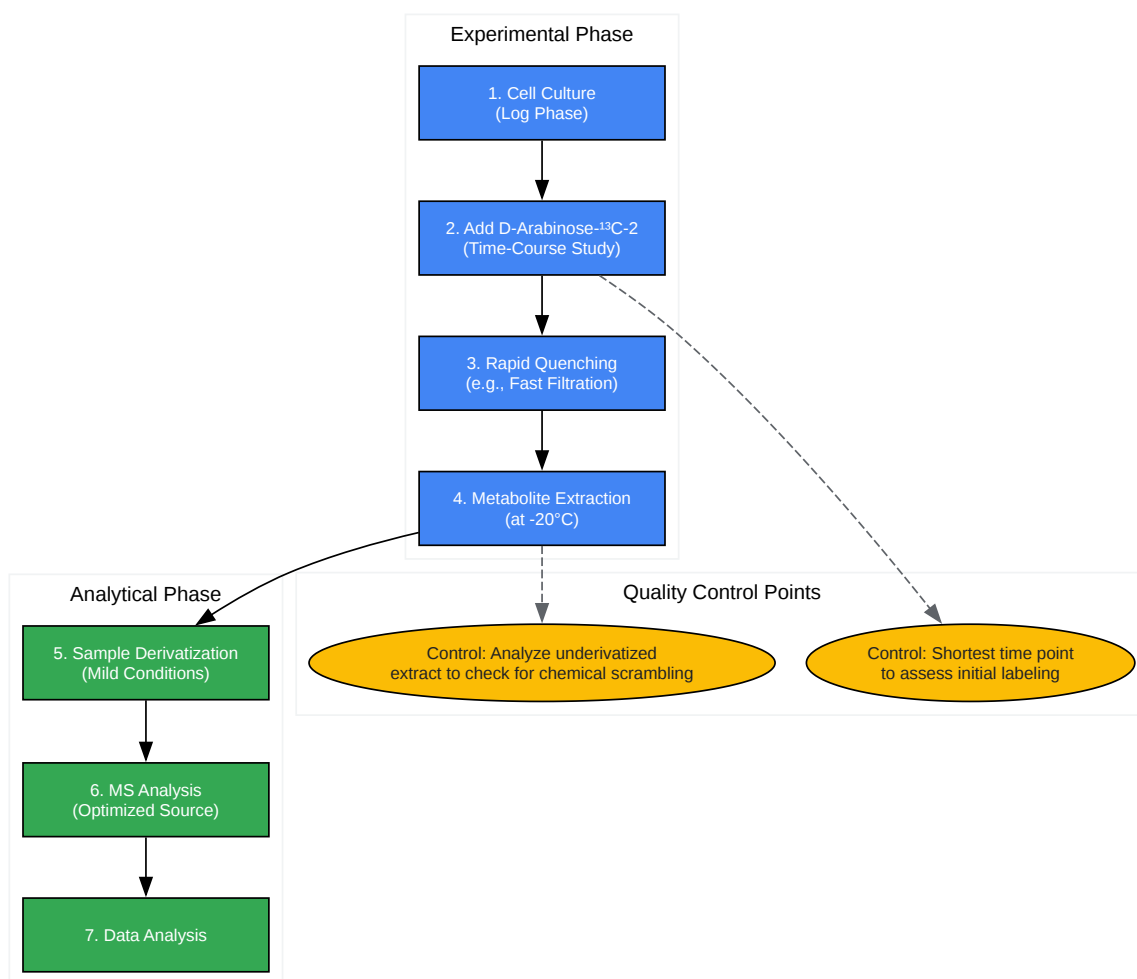 Experimental Phase
1. Cell Culture
(Log Phase)
2. Add D-Arabinose-¹³C-2
(Time-Course Study)
3. Rapid Quenching
(e.g., Fast Filtration)
4. Metabolite Extraction
(at -20°C)
Analytical Phase
5. Sample Derivatization
(Mild Conditions)
6. MS Analysis
(Optimized Source)
7. Data Analysis
Quality Control Points
Control: Analyze underivatized
extract to check for chemical scrambling
Control: Shortest time point
to assess initial labeling